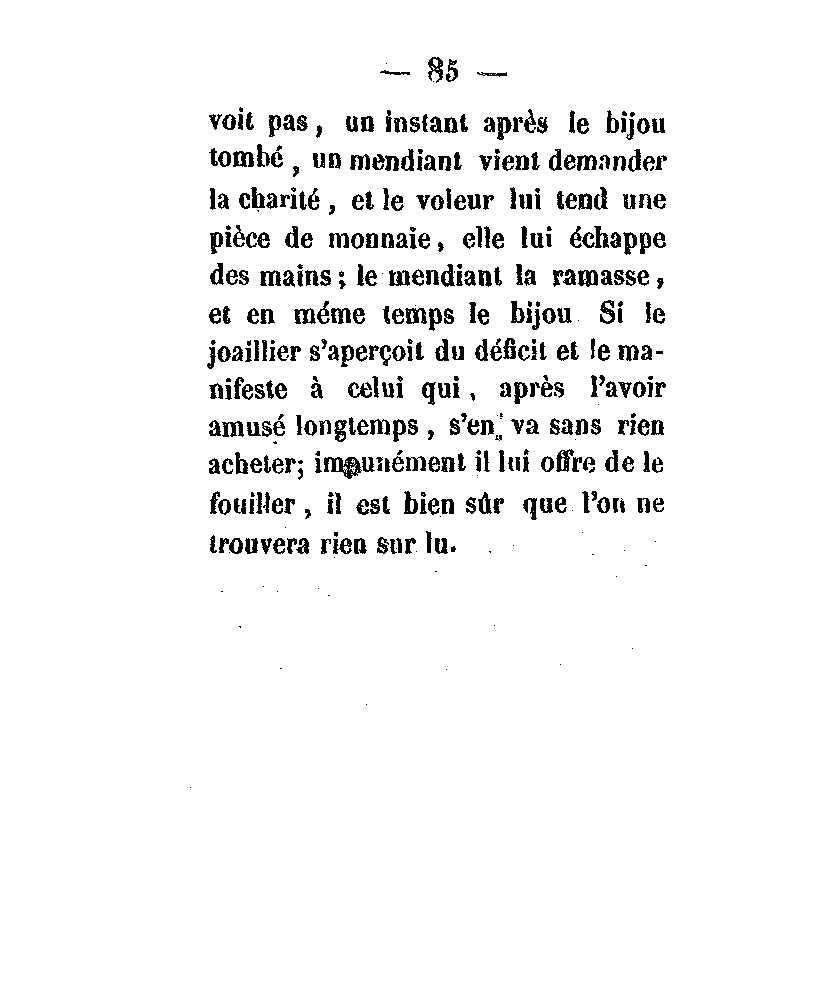 — 85 —
voit pas, un instant après le bijou
tombé, un mendiant vient demander
la charité, et le voleur lui tend une
pièce de monnaie, elle lui échappe
des mains; le mendiant la ramasse,
et en méme temps le bijou Si le
joaillier s'aperçoit du déficit et le ma-
nifeste à celui qui, après l'avoir
amusé longtemps, s'en va sans rien
acheter; impunément il lui offre de le
fouiller, il est bien sûr que l'on ne
trouvera rien sur lu.